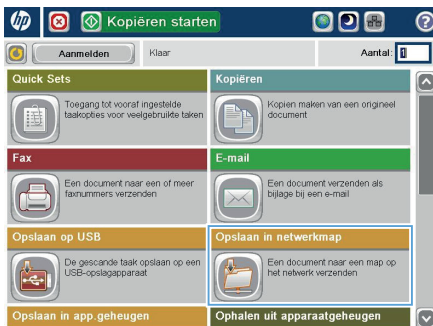 hp
Kopiëren starten
?
Aanmelden
Klaar
Aantal: 1
Quick Sets
Toegang tot vooraf ingestelde
taakopties voor veelgebruikte taken
Kopiëren
Kopiën maken van een origineel
document
Fax
Een document naar een of meer
faxnummers verzenden
E-mail
Een document verzenden als
bijlage bij een e-mail
Opslaan op USB
De gescande taak opslaan op een
USB-opslagapparaat
Opslaan in netwerkmap
Een document naar een map op
het netwerk verzenden
Opslaan in app.geheugen
Ophalen uit apparaatgeheugen